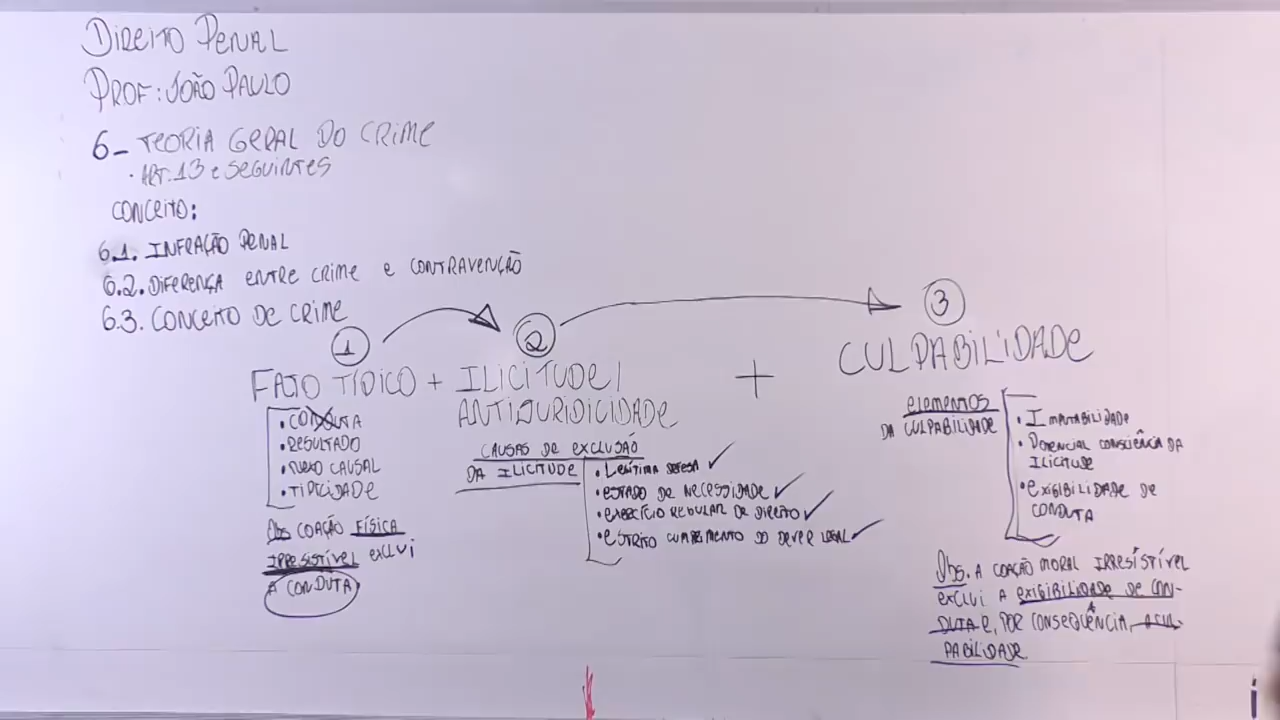 DIREITO PENAL
PROF: JOÃO PAULO
6_ TEORIA GERAL DO CRIME
• ART. 13 e SEGUINTES
CONCEITO:
6.1. INFRAÇÃO PENAL
6.2. DIFERENÇA ENTRE CRIME e CONTRAVENÇÃO
6.3. CONCEITO DE CRIME
1
2
3
FATO TÍPICO + ILICITUDE/
ANTIJURIDICIDADE
+
CULPABILIDADE
• CONDUTA
• RESULTADO
• NEXO CAUSAL
• TIPICIDADE
Obs COAÇÃO FÍSICA
IRRESISTÍVEL EXCLUI
A CONDUTA
CAUSAS DE EXCLUSÃO
DA ILICITUDE
• LEGÍTIMA DEFESA ✓
• ESTADO DE NECESSIDADE ✓
• EXERCÍCIO REGULAR DE DIREITO ✓
• ESTRITO CUMPRIMENTO DO DEVER LEGAL ✓
ELEMENTOS
DA CULPABILIDADE
• IMPUTABILIDADE
• POTENCIAL CONSCIÊNCIA DA
ILICITUDE
• EXIGIBILIDADE DE
CONDUTA
Obs. A COAÇÃO MORAL IRRESISTÍVEL
EXCLUI A EXIGIBILIDADE DE CON-
DUTA E, POR CONSEQUÊNCIA, A CUL-
PABILIDADE